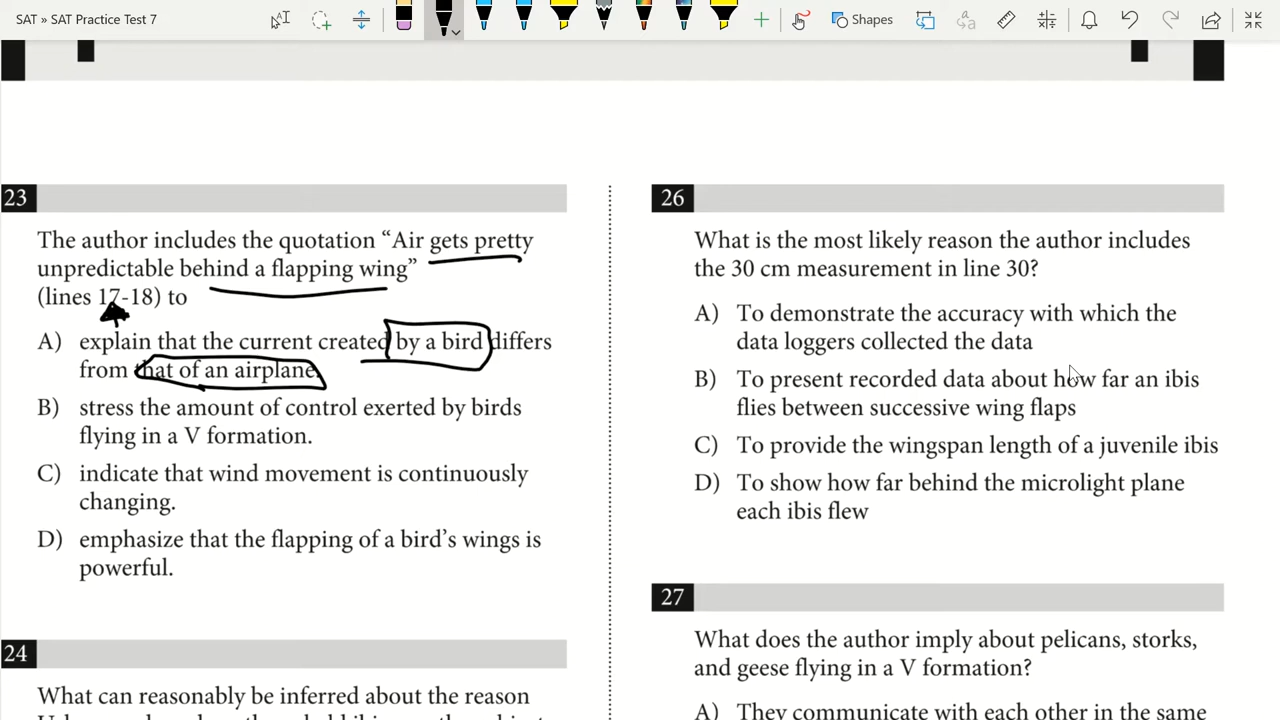 SAT » SAT Practice Test 7
Shapes
23
The author includes the quotation “Air gets pretty
unpredictable behind a flapping wing”
(lines 17-18) to
A) explain that the current created by a bird differs
from that of an airplane.
B) stress the amount of control exerted by birds
flying in a V formation.
C) indicate that wind movement is continuously
changing.
D) emphasize that the flapping of a bird’s wings is
powerful.
24
What can reasonably be inferred about the reason
26
What is the most likely reason the author includes
the 30 cm measurement in line 30?
A) To demonstrate the accuracy with which the
data loggers collected the data
B) To present recorded data about how far an ibis
flies between successive wing flaps
C) To provide the wingspan length of a juvenile ibis
D) To show how far behind the microlight plane
each ibis flew
27
What does the author imply about pelicans, storks,
and geese flying in a V formation?
A) They communicate with each other in the same